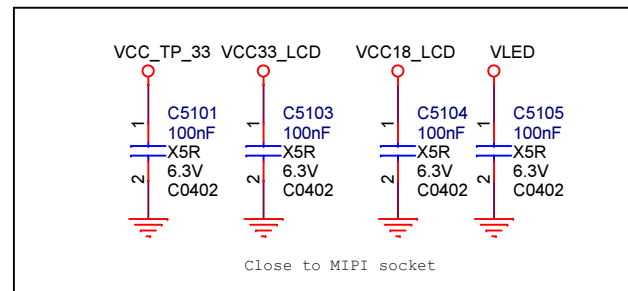 VCC_TP_33 VCC33_LCD VCC18_LCD VLED
C5101 C5103 C5104 C5105
1 100nF 1 100nF 1 100nF 1 100nF
X5R X5R X5R X5R
2 6.3V 2 6.3V 2 6.3V 2 6.3V
C0402 C0402 C0402 C0402
Close to MIPI socket